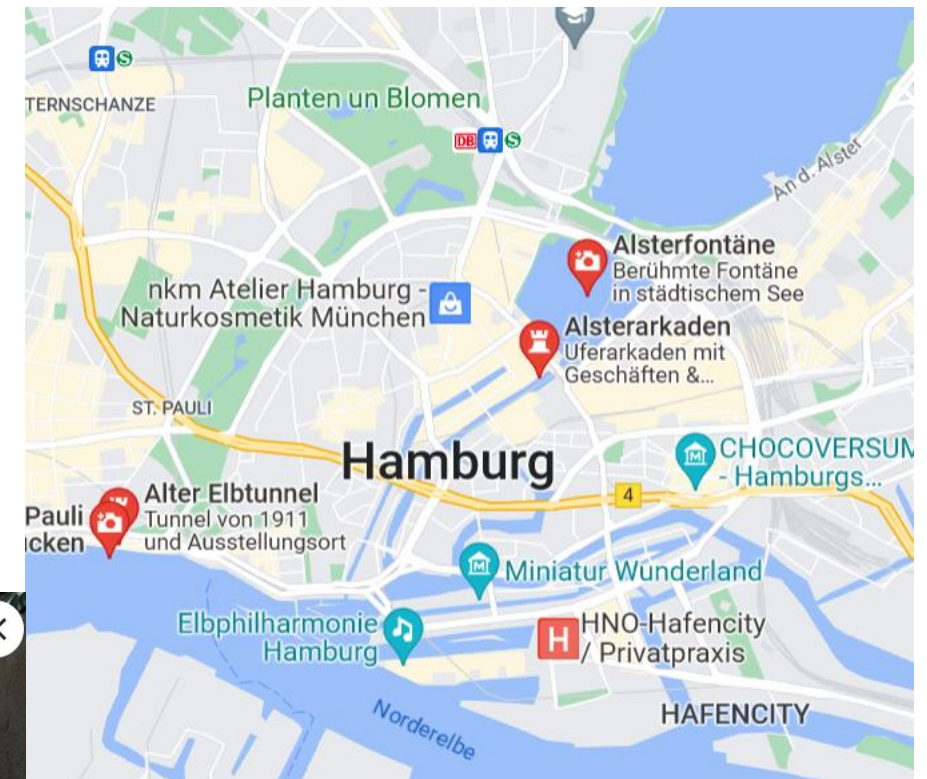 S
TERNSCHANZE
Planten un Blomen
DB S
An d. Alster
Alsterfontäne
Berühmte Fontäne
in städtischem See
nkm Atelier Hamburg -
Naturkosmetik München
Alsterarkaden
Uferarkaden mit
Geschäften &...
ST. PAULI
Hamburg
CHOCOVERSUM
- Hamburgs...
4
Alter Elbtunnel
Tunnel von 1911
und Ausstellungsort
Pauli
cken
Miniatur Wunderland
Elbphilharmonie
Hamburg
H
HNO-Hafencity
/ Privatpraxis
Norderelbe
HAFENCITY